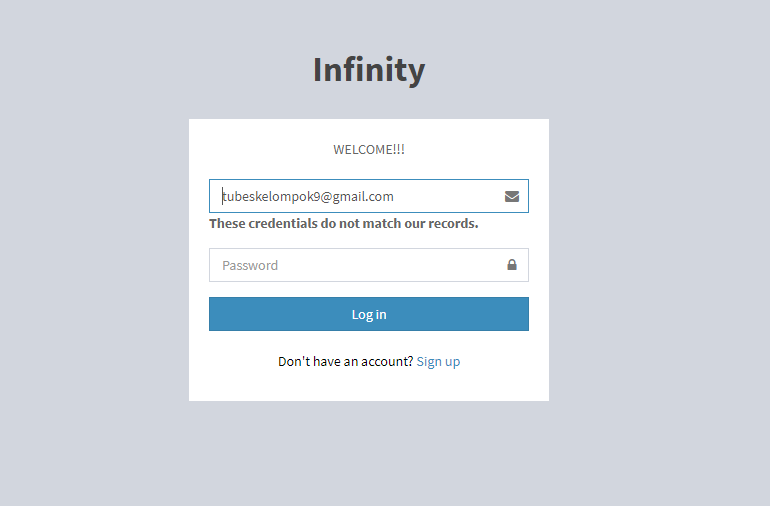 Infinity
WELCOME!!!
tubeskelompok9@gmail.com
These credentials do not match our records.
Password
Log in
Don't have an account? Sign up